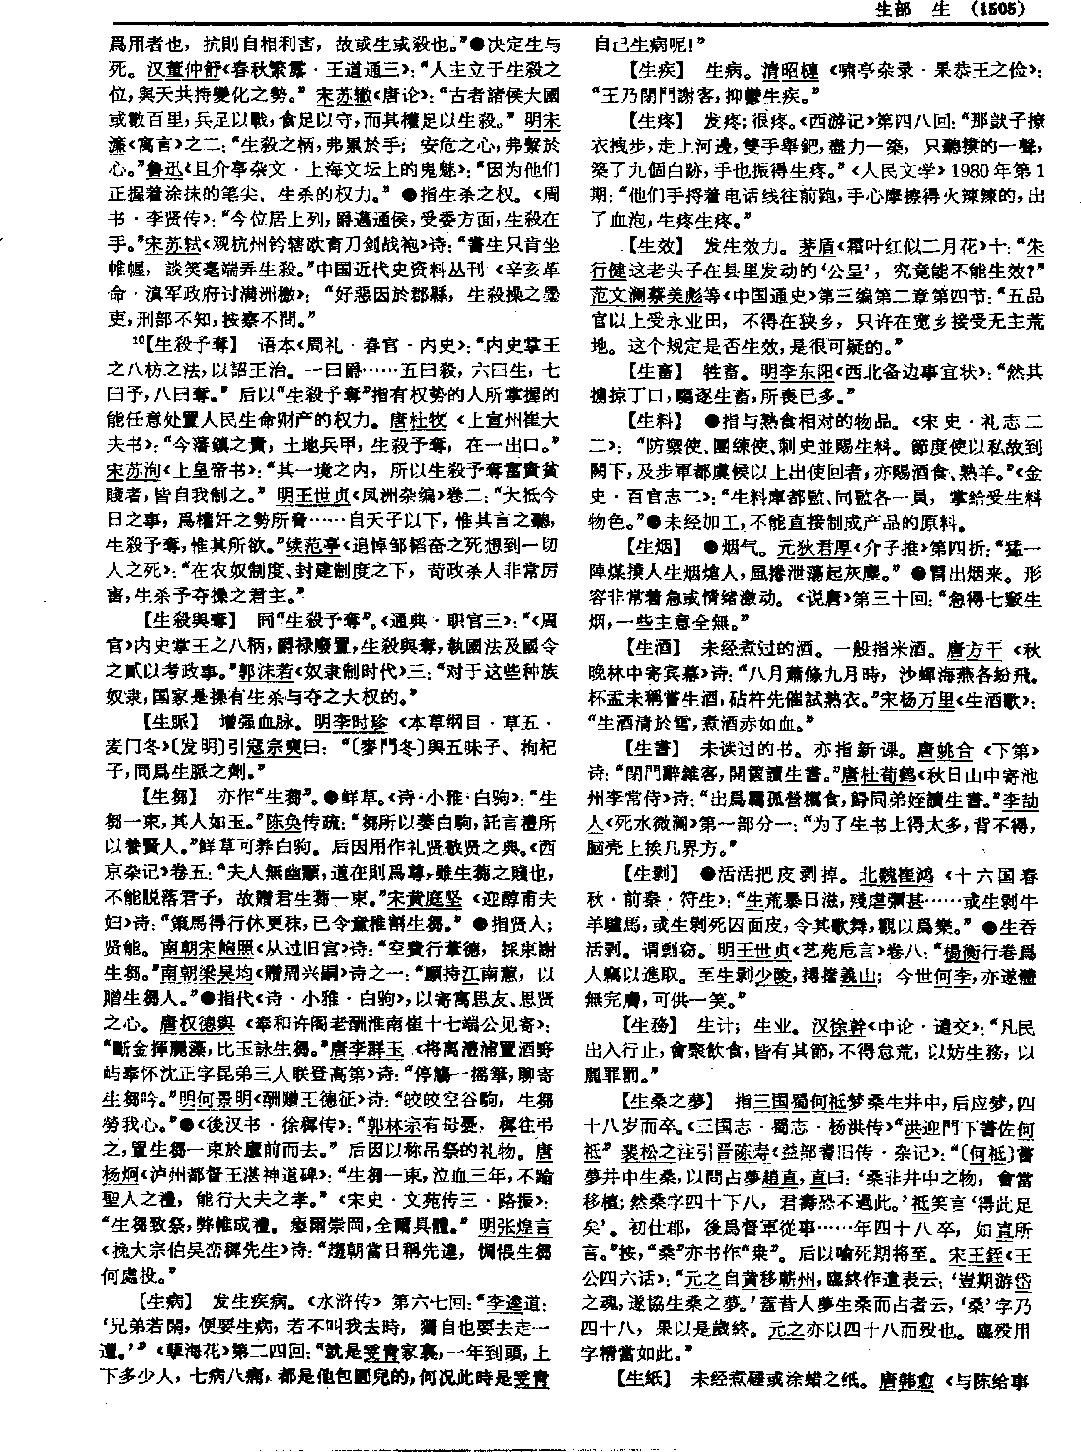 生部 生 (1505)
爲用者也，抗則自相利害，故或生或殺也。”●决定生与
死。汉董仲舒《春秋繁露·王道通三》：“人主立于生殺之
位，與天共持變化之勢。”宋苏辙《唐论》：“古者諸侯大國
或數百里，兵足以戰，食足以守，而其權足以生殺。”明宋
濂《寓言》之二：“生殺之柄，弗累於手；安危之心，弗繫於
心。”鲁迅《且介亭杂文·上海文坛上的鬼魅》：“因为他们
正握着涂抹的笔尖、生杀的权力。”●指生杀之权。《周
书·李贤传》：“今位居上列，爵邁通侯，受委方面，生殺在
手。”宋苏轼《观杭州钤辖欧育刀剑战袍》诗：“書生只肯坐
帷幄，談笑毫端弄生殺。”中国近代史资料丛刊《辛亥革
命·滇军政府讨满洲檄》：“好惡因於郡縣，生殺操之墨
吏，刑部不知，按察不問。”
¹⁰【生殺予奪】 语本《周礼·春官·内史》：“内史掌王
之八枋之法，以詔王治。一曰爵……五曰殺，六曰生，七
曰予，八曰奪。”后以“生殺予奪”指有权势的人所掌握的
能任意处置人民生命财产的权力。唐杜牧《上宣州崔大
夫书》：“今藩鎮之貴，土地兵甲，生殺予奪，在一出口。”
宋苏洵《上皇帝书》：“其一境之内，所以生殺予奪富貴貧
賤者，皆自我制之。”明王世贞《凤洲杂编》卷二：“大抵今
日之事，爲權奸之勢所脅……自天子以下，惟其言之聽，
生殺予奪，惟其所欲。”续范亭《追悼邹韬奋之死想到一切
人之死》：“在农奴制度、封建制度之下，苛政杀人非常厉
害，生杀予夺操之君主。”
【生殺與奪】 同“生殺予奪”。《通典·职官三》：“《周
官》内史掌王之八柄，爵禄廢置，生殺與奪，執國法及國令
之貳以考政事。”郭沫若《奴隶制时代》三：“对于这些种族
奴隶，国家是操有生杀与夺之大权的。”
【生脈】 增强血脉。明李时珍《本草纲目·草五·
麦门冬》〔发明〕引寇宗奭曰：“〔麥門冬〕與五味子、枸杞
子，同爲生脈之劑。”
【生芻】 亦作“生蒭”。●鲜草。《诗·小雅·白驹》：“生
芻一束，其人如玉。”陈奂传疏：“芻所以萎白駒，託言禮所
以養賢人。”鲜草可养白驹。后因用作礼贤敬贤之典。《西
京杂记》卷五：“夫人無幽顯，道在則爲尊，雖生蒭之賤也，
不能脱落君子，故贈君生蒭一束。”宋黄庭坚《迎醇甫夫
妇》诗：“策馬得行休更秣，已令童稚割生芻。”●指贤人；
贤能。南朝宋鲍照《从过旧宫》诗：“空費行葦德，採束謝
生芻。”南朝梁吴均《赠周兴嗣》诗之一：“願持江南蕙，以
贈生芻人。”●指代《诗·小雅·白驹》，以寄寓思友、思贤
之心。唐权德舆《奉和许阁老酬淮南崔十七端公见寄》：
“斷金揮麗藻，比玉詠生芻。”唐李群玉《将离澧浦置酒野
屿奉怀沈正字昆弟三人联登高第》诗：“停觴一摇筆，聊寄
生芻吟。”明何景明《酬赠王德征》诗：“皎皎空谷駒，生芻
勞我心。”●《後汉书·徐穉传》：“郭林宗有母憂，穉往弔
之，置生芻一束於廬前而去。”后因以称吊祭的礼物。唐
杨炯《泸州都督王湛神道碑》：“生芻一束，泣血三年，不踰
聖人之禮，能行大夫之孝。”《宋史·文苑传三·路振》：
“生芻致祭，弊帷成禮。瘞爾崇岡，全爾具體。”明张煌言
《挽大宗伯吴峦穉先生》诗：“趨朝當日稱先達，惆悵生芻
何處投。”
【生病】 发生疾病。《水浒传》第六七回：“李逵道：
‘兄弟若閑，便要生病，若不叫我去時，獨自也要去走一
遭。’”《孽海花》第二四回：“就是雯青家裏，一年到頭，上
下多少人，七病八痛，都是他包圓兒的，何况此時是雯青
自己生病呢！”
【生疾】 生病。清昭槤《啸亭杂录·果恭王之俭》：
“王乃閉門謝客，抑鬱生疾。”
【生疼】 发疼；很疼。《西游记》第四八回：“那獃子撩
衣拽步，走上河邊，雙手舉鈀，盡力一築，只聽撲的一聲，
築了九個白跡，手也振得生疼。”《人民文学》1980年第1
期：“他们手捋着电话线往前跑，手心摩擦得火辣辣的，出
了血泡，生疼生疼。”
【生效】 发生效力。茅盾《霜叶红似二月花》十：“朱
行健这老头子在县里发动的‘公呈’，究竟能不能生效？”
范文澜蔡美彪等《中国通史》第三编第二章第四节：“五品
官以上受永业田，不得在狭乡，只许在宽乡接受无主荒
地。这个规定是否生效，是很可疑的。”
【生畜】 牲畜。明李东阳《西北备边事宜状》：“然其
擄掠丁口，驅逐生畜，所喪已多。”
【生料】 ●指与熟食相对的物品。《宋史·礼志二
二》：“防禦使、團練使、刺史並賜生料。節度使以私故到
闕下，及步軍都虞候以上出使回者，亦賜酒食、熟羊。”《金
史·百官志二》：“生料庫都監、同監各一員，掌給受生料
物色。”●未经加工，不能直接制成产品的原料。
【生烟】 ●烟气。元狄君厚《介子推》第四折：“猛一
陣煤撲人生烟熗人，風捲泄蕩起灰塵。”●冒出烟来。形
容非常着急或情绪激动。《说唐》第三十回：“急得七竅生
烟，一些主意全無。”
【生酒】 未经煮过的酒。一般指米酒。唐方干《秋
晚林中寄宾幕》诗：“八月蕭條九月時，沙蟬海燕各紛飛。
杯盂未稱嘗生酒，砧杵先催試熟衣。”宋杨万里《生酒歌》：
“生酒清於雪，煮酒赤如血。”
【生書】 未读过的书。亦指新课。唐姚合《下第》
诗：“閉門辭雜客，開篋讀生書。”唐杜荀鹤《秋日山中寄池
州李常侍》诗：“出爲羈孤營糲食，歸同弟姪讀生書。”李劼
人《死水微澜》第一部分一：“为了生书上得太多，背不得，
脑壳上挨几界方。”
【生剥】 ●活活把皮剥掉。北魏崔鸿《十六国春
秋·前秦·苻生》：“生荒暴日滋，殘虐彌甚……或生剥牛
羊驢馬，或生剥死囚面皮，令其歌舞，觀以爲樂。”●生吞
活剥。谓剽窃。明王世贞《艺苑卮言》卷八：“楊衡行卷爲
人竊以進取。至生剥少陵，撏撦義山；今世何李，亦遂體
無完膚，可供一笑。”
【生務】 生计；生业。汉徐幹《中论·谴交》：“凡民
出入行止，會聚飲食，皆有其節，不得怠荒，以妨生務，以
麗罪罰。”
【生桑之夢】 指三国蜀何祗梦桑生井中，后应梦，四
十八岁而卒。《三国志·蜀志·杨洪传》“洪迎門下書佐何
祗”裴松之注引晋陈寿《益部耆旧传·杂记》：“〔何祗〕嘗
夢井中生桑，以問占夢趙直，直曰：‘桑非井中之物，會當
移植；然桑字四十下八，君壽恐不過此。’祗笑言‘得此足
矣’。初仕郡，後爲督軍從事……年四十八卒，如直所
言。”按，“桑”亦书作“桒”。后以喻死期将至。宋王铚《王
公四六话》：“元之自黄移蘄州，臨終作遺表云：‘豈期游岱
之魂，遂協生桑之夢。’蓋昔人夢生桑而占者云，‘桑’字乃
四十八，果以是歲終。元之亦以四十八而殁也。臨殁用
字精當如此。”
【生紙】 未经煮硾或涂蜡之纸。唐韩愈《与陈给事